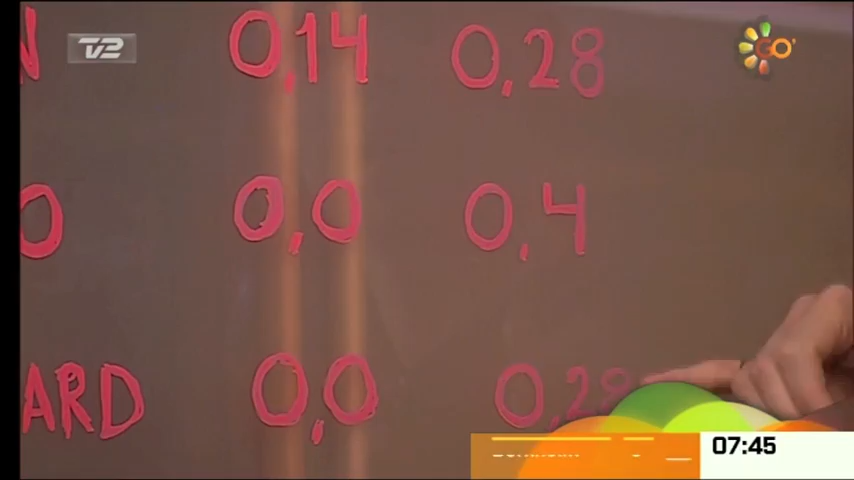 TV2
GO'
N 0,14 0,28
O 0,0 0,4
ARD 0,0 0,28
07:45